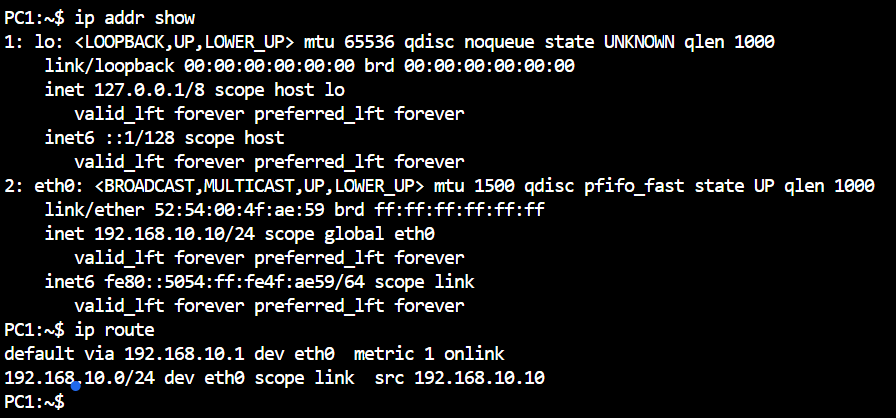 PC1:~$ ip addr show
1: lo: <LOOPBACK,UP,LOWER_UP> mtu 65536 qdisc noqueue state UNKNOWN qlen 1000
    link/loopback 00:00:00:00:00:00 brd 00:00:00:00:00:00
    inet 127.0.0.1/8 scope host lo
       valid_lft forever preferred_lft forever
    inet6 ::1/128 scope host
       valid_lft forever preferred_lft forever
2: eth0: <BROADCAST,MULTICAST,UP,LOWER_UP> mtu 1500 qdisc pfifo_fast state UP qlen 1000
    link/ether 52:54:00:4f:ae:59 brd ff:ff:ff:ff:ff:ff
    inet 192.168.10.10/24 scope global eth0
       valid_lft forever preferred_lft forever
    inet6 fe80::5054:ff:fe4f:ae59/64 scope link
       valid_lft forever preferred_lft forever
PC1:~$ ip route
default via 192.168.10.1 dev eth0  metric 1 onlink
192.168.10.0/24 dev eth0 scope link  src 192.168.10.10
PC1:~$